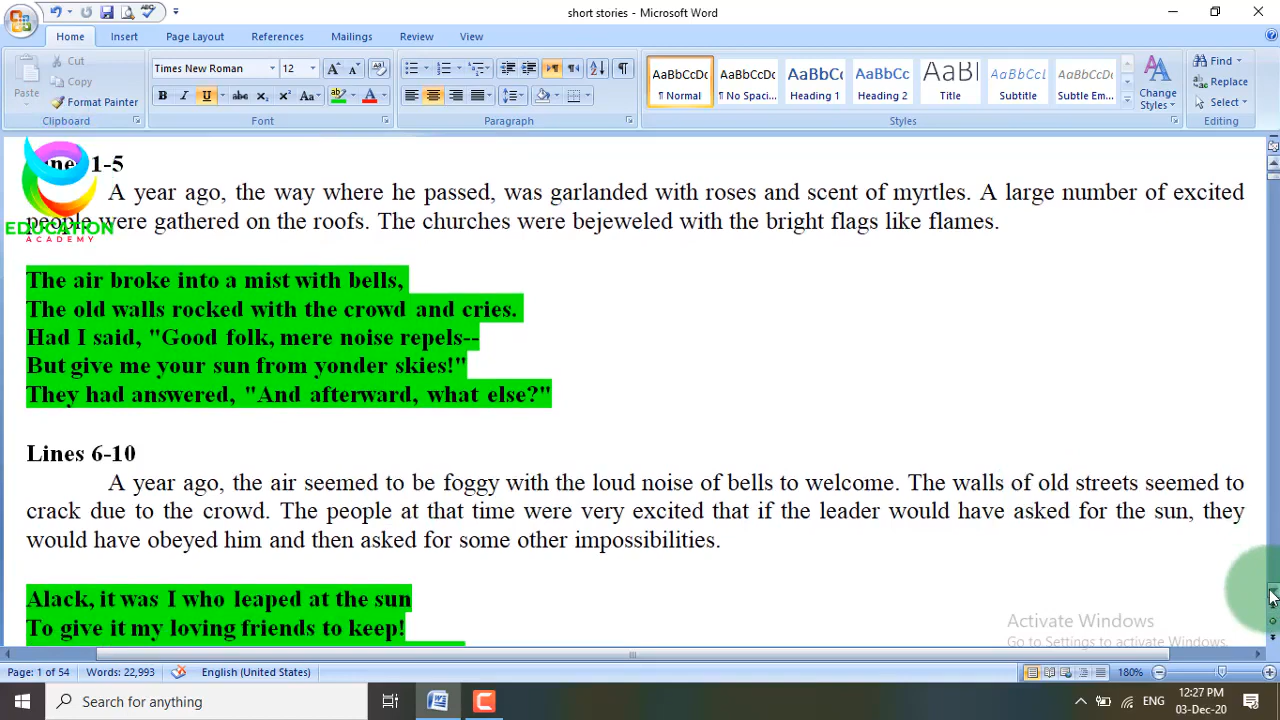 short stories - Microsoft Word
Home Insert Page Layout References Mailings Review View
Paste
Cut
Copy
Format Painter
Clipboard
Times New Roman 12
Font
Paragraph
AaBbCcDc AaBbCcDc AaBbC AaBbCc AaB AaBbCcL AaBbCcDc
¶ Normal ¶ No Spaci... Heading 1 Heading 2 Title Subtitle Subtle Em...
Change Styles
Styles
Find
Replace
Select
Editing
1-5
A year ago, the way where he passed, was garlanded with roses and scent of myrtles. A large number of excited
people were gathered on the roofs. The churches were bejeweled with the bright flags like flames.
EDUCATION
ACADEMY
The air broke into a mist with bells,
The old walls rocked with the crowd and cries.
Had I said, "Good folk, mere noise repels--
But give me your sun from yonder skies!"
They had answered, "And afterward, what else?"
Lines 6-10
A year ago, the air seemed to be foggy with the loud noise of bells to welcome. The walls of old streets seemed to
crack due to the crowd. The people at that time were very excited that if the leader would have asked for the sun, they
would have obeyed him and then asked for some other impossibilities.
Alack, it was I who leaped at the sun
To give it my loving friends to keep!
Activate Windows
Go to Settings to activate Windows.
Page: 1 of 54 Words: 22,993 English (United States) 180%
Search for anything
ENG
12:27 PM
03-Dec-20